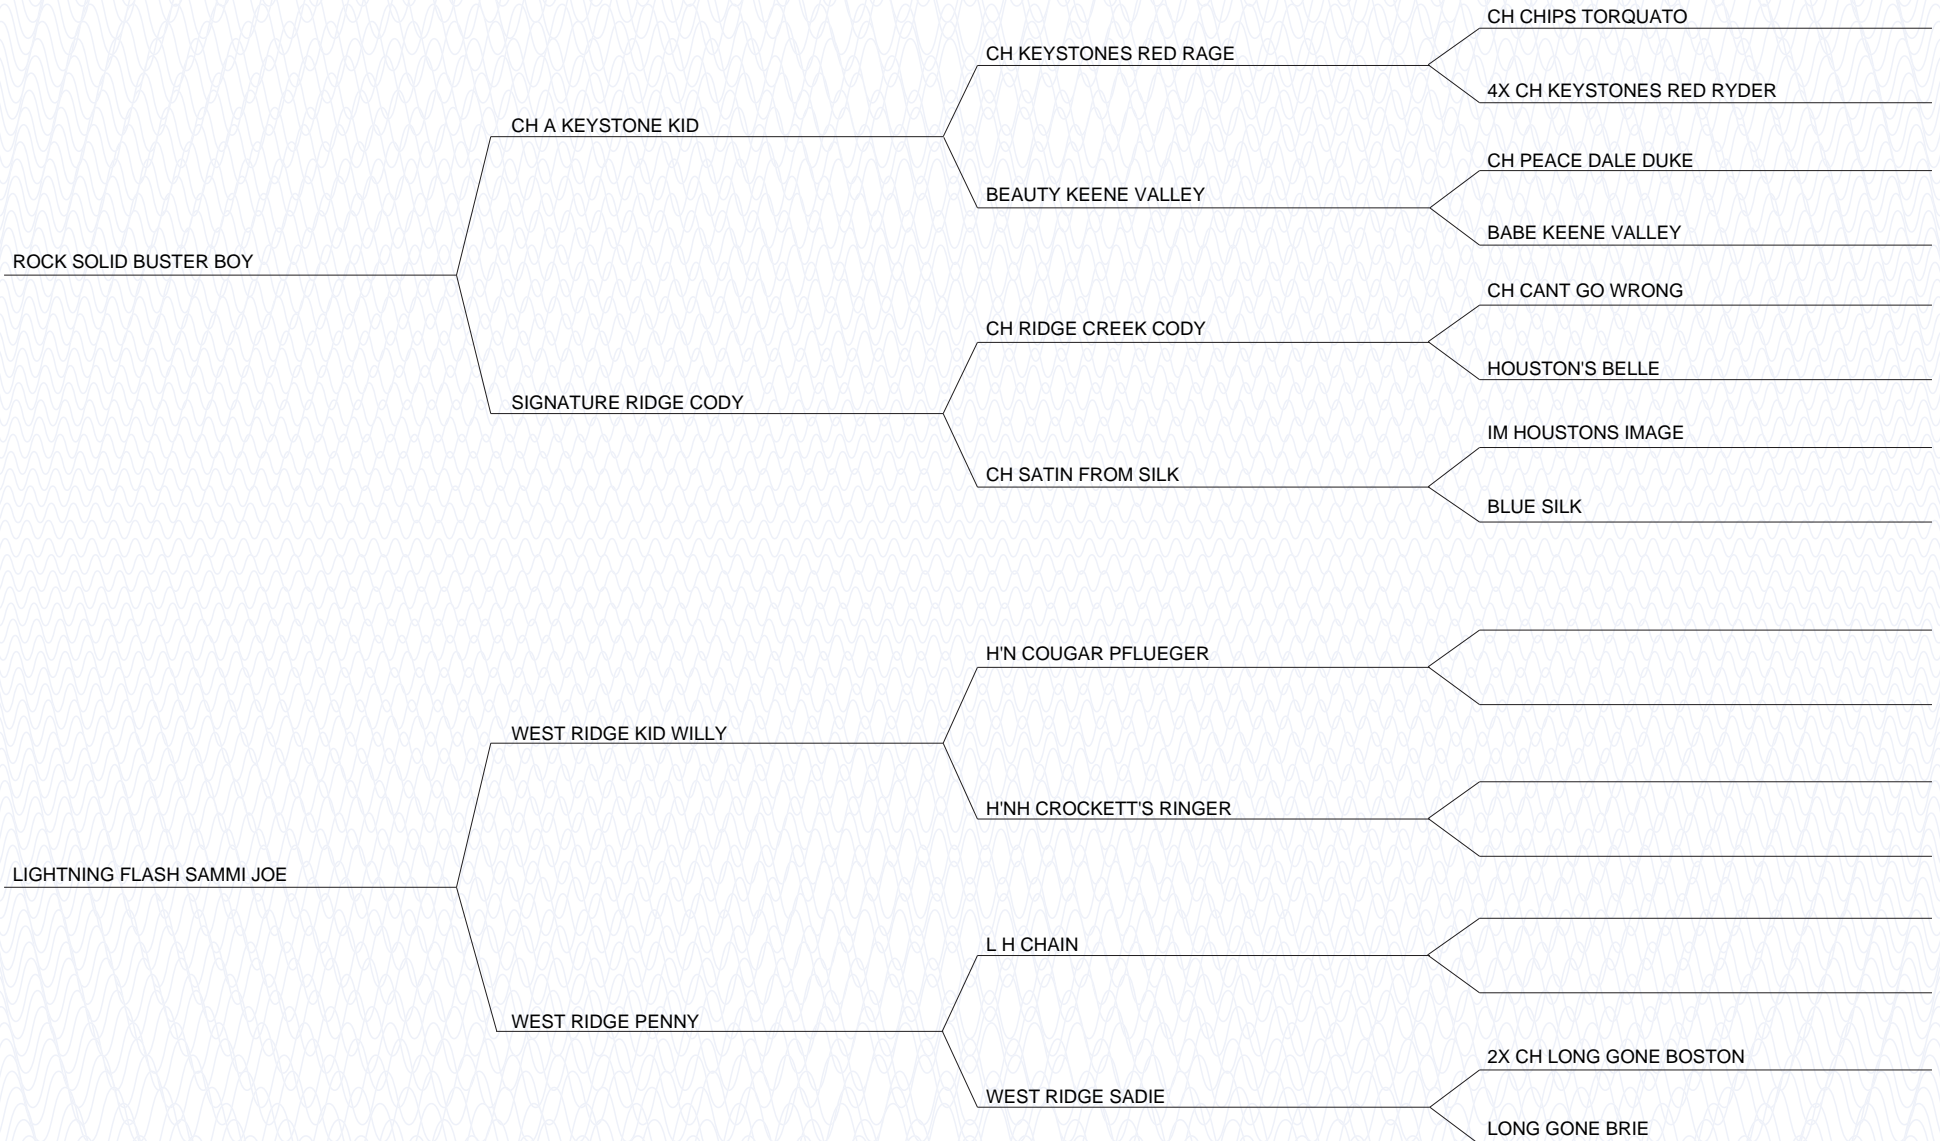 CH CHIPS TORQUATO
CH KEYSTONES RED RAGE
4X CH KEYSTONES RED RYDER
CH A KEYSTONE KID
CH PEACE DALE DUKE
BEAUTY KEENE VALLEY
BABE KEENE VALLEY
ROCK SOLID BUSTER BOY
CH CANT GO WRONG
CH RIDGE CREEK CODY
HOUSTON'S BELLE
SIGNATURE RIDGE CODY
IM HOUSTONS IMAGE
CH SATIN FROM SILK
BLUE SILK
H'N COUGAR PFLUEGER
WEST RIDGE KID WILLY
H'NH CROCKETT'S RINGER
LIGHTNING FLASH SAMMI JOE
L H CHAIN
WEST RIDGE PENNY
2X CH LONG GONE BOSTON
WEST RIDGE SADIE
LONG GONE BRIE